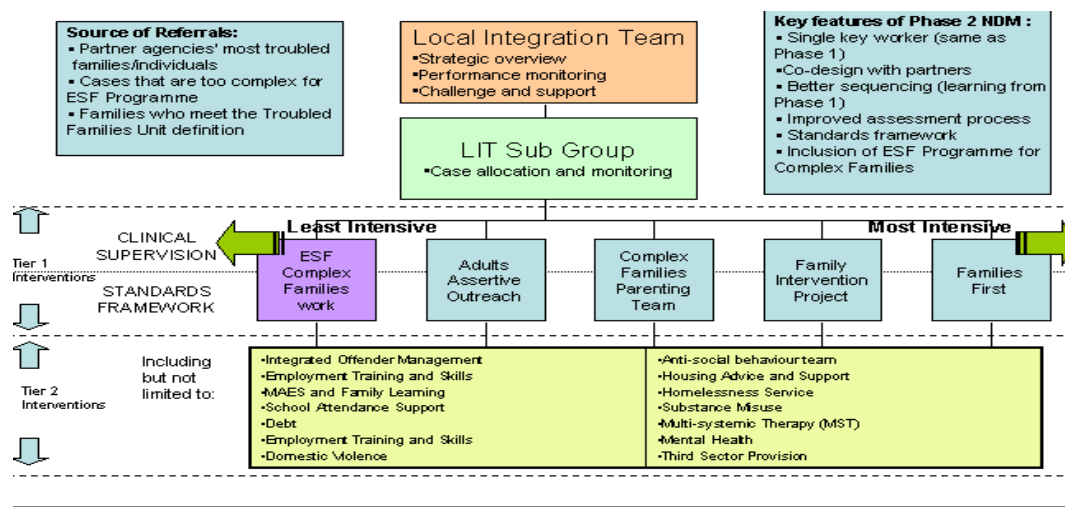 Source of Referrals:
▪ Partner agencies' most troubled
families/individuals
▪ Cases that are too complex for
ESF Programme
▪ Families who meet the Troubled
Families Unit definition
Local Integration Team
▪Strategic overview
▪Performance monitoring
▪Challenge and support
Key features of Phase 2 NDM :
▪ Single key worker (same as
Phase 1)
▪Co-design with partners
▪ Better sequencing (learning from
Phase 1)
▪ Improved assessment process
▪ Standards framework
▪ Inclusion of ESF Programme for
Complex Families
LIT Sub Group
▪Case allocation and monitoring
Least Intensive
Most Intensive
Tier 1
Interventions
CLINICAL
SUPERVISION
STANDARDS
FRAMEWORK
ESF
Complex
Families
work
Adults
Assertive
Outreach
Complex
Families
Parenting
Team
Family
Intervention
Project
Families
First
Tier 2
Interventions
Including
but not
limited to:
•Integrated Offender Management
•Employment Training and Skills
•MAES and Family Learning
•School Attendance Support
•Debt
•Employment Training and Skills
•Domestic Violence
•Anti-social behaviour team
•Housing Advice and Support
•Homelessness Service
•Substance Misuse
•Multi-systemic Therapy (MST)
•Mental Health
•Third Sector Provision